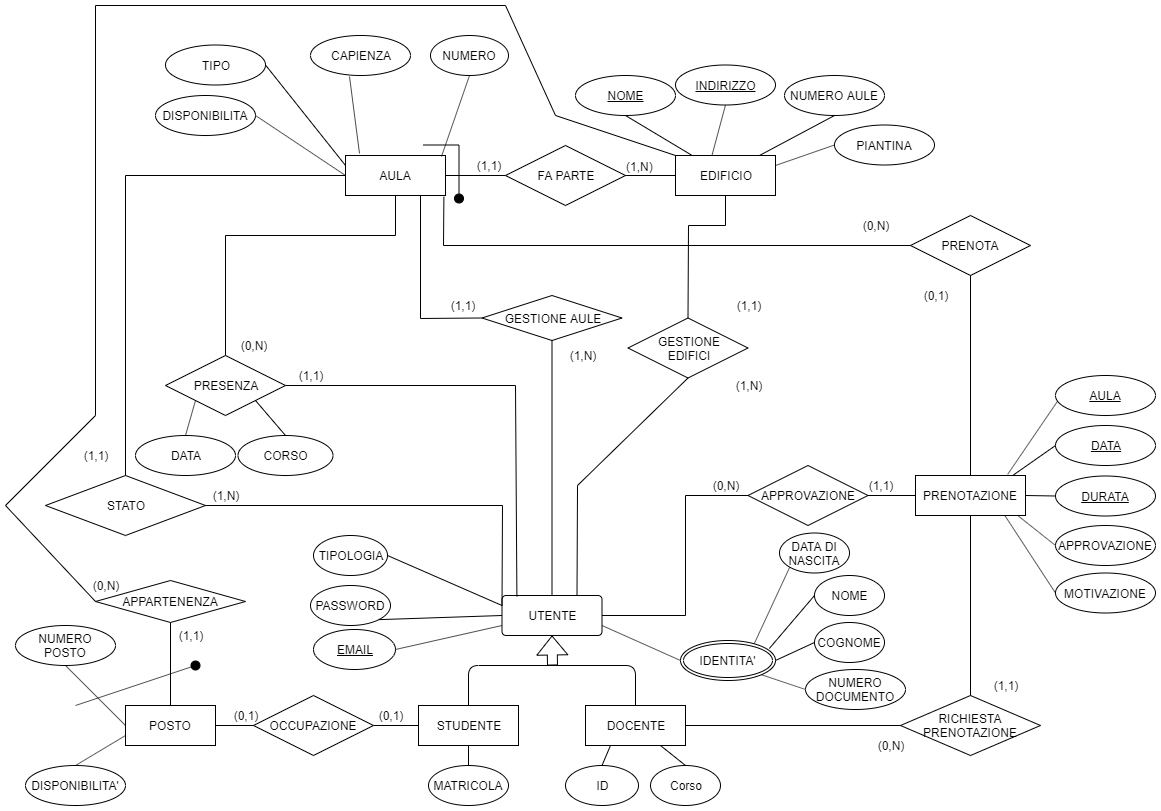 CAPIENZA
NUMERO
TIPO
DISPONIBILITA
NOME
INDIRIZZO
NUMERO AULE
PIANTINA
AULA
(1,1)
FA PARTE
(1,N)
EDIFICIO
(0,N)
PRENOTA
(0,1)
(1,1)
GESTIONE AULE
(1,N)
(1,1)
GESTIONE
EDIFICI
(1,N)
(0,N)
PRESENZA
(1,1)
DATA
CORSO
(1,1)
STATO
(1,N)
AULA
DATA
DURATA
APPROVAZIONE
MOTIVAZIONE
(0,N)
APPROVAZIONE
(1,1)
PRENOTAZIONE
TIPOLOGIA
PASSWORD
EMAIL
UTENTE
DATA DI
NASCITA
NOME
COGNOME
IDENTITA'
NUMERO
DOCUMENTO
(0,N)
APPARTENENZA
(1,1)
NUMERO
POSTO
POSTO
(0,1)
OCCUPAZIONE
(0,1)
STUDENTE
DOCENTE
(1,1)
RICHIESTA
PRENOTAZIONE
(0,N)
DISPONIBILITA'
MATRICOLA
ID
Corso